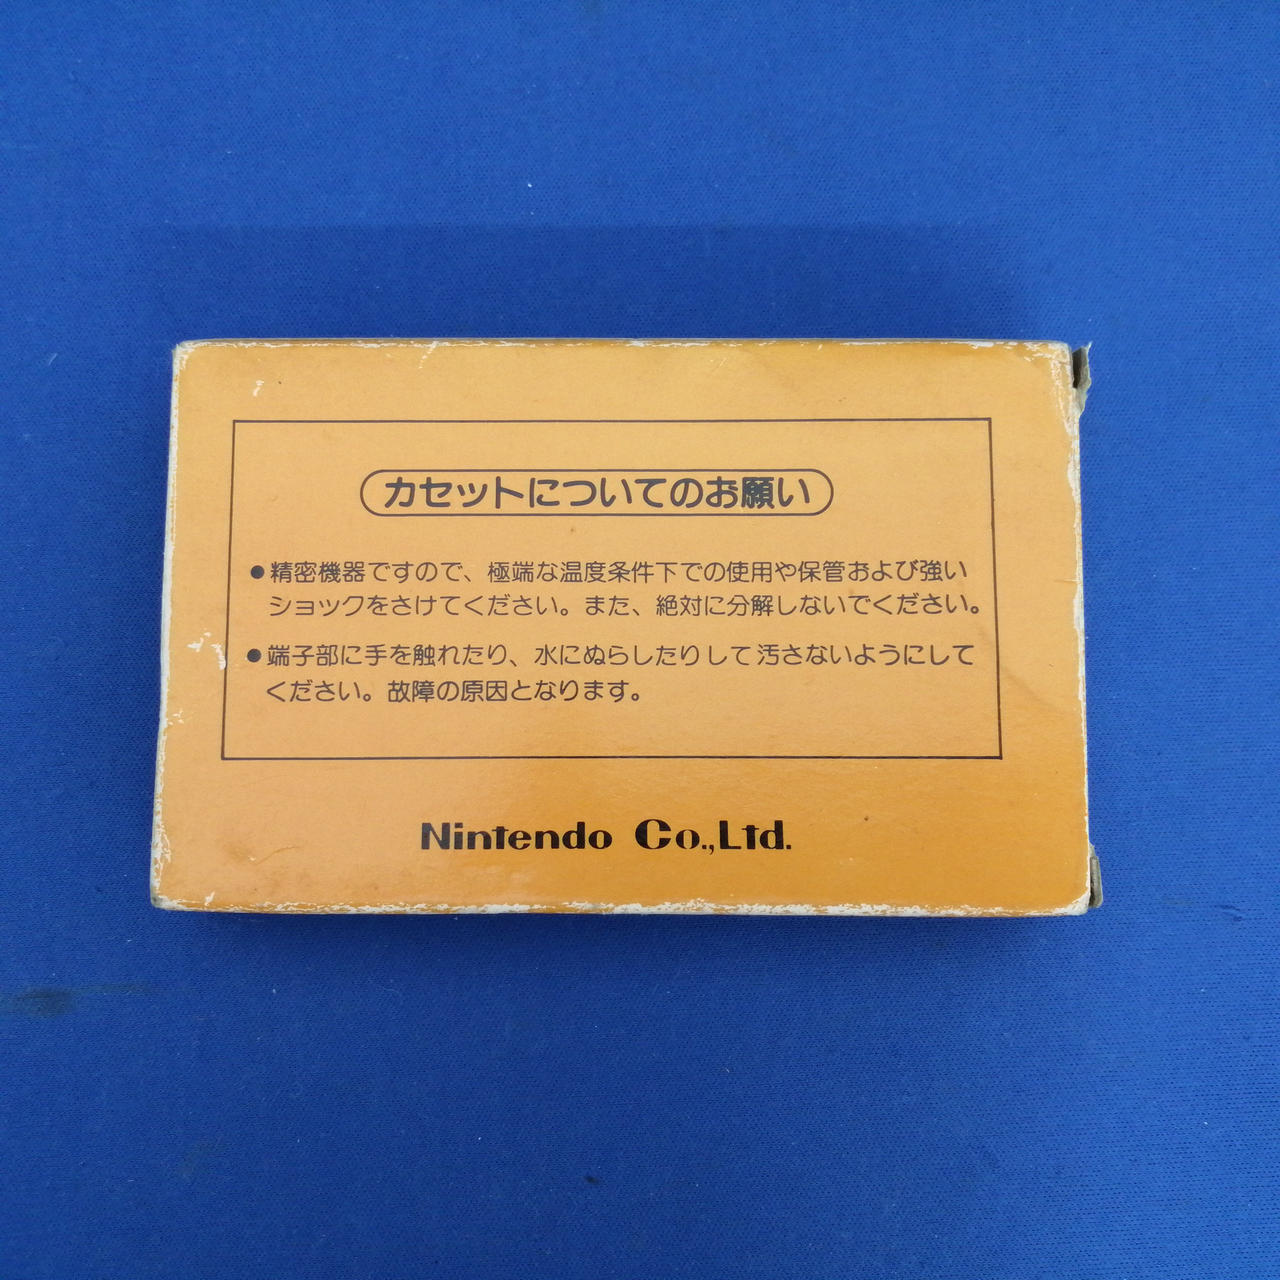 カセットについてのお願い
●精密機器ですので、極端な温度条件下での使用や保管および強い
ショックをさけてください。また、絶対に分解しないでください。
●端子部に手を触れたり、水にぬらしたりして汚さないようにして
ください。故障の原因となります。
Nintendo Co.,Ltd.